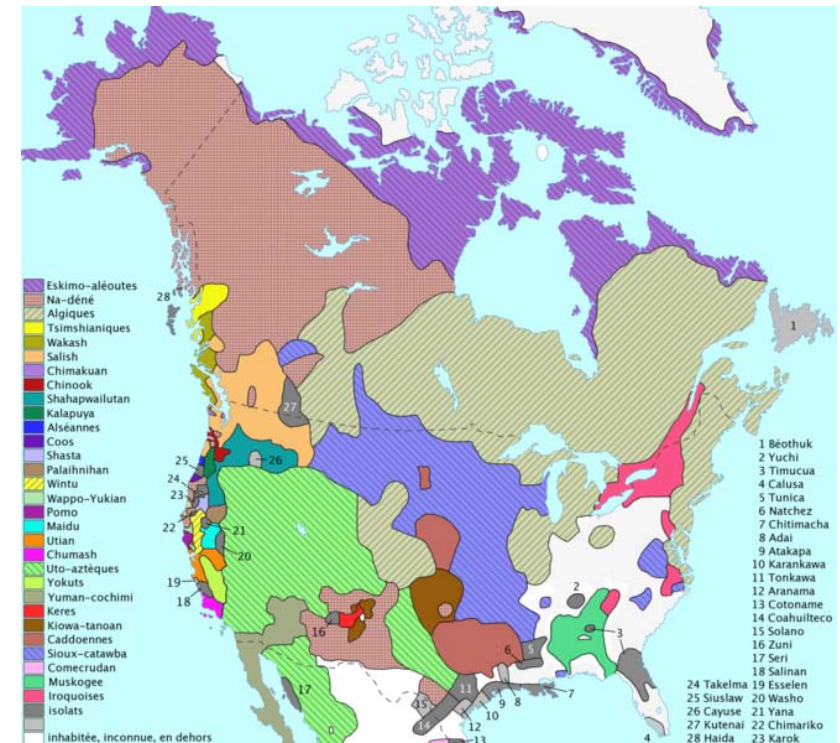 Eskimo-aléoutes
Na-déné
Algiques
Tsimshianiques
Wakash
Salish
Chimakuan
Chinook
Shahapwailutan
Kalapuya
Alséannes
Coos
Shasta
Palaihnihan
Wintu
Wappo-Yukian
Pomo
Maidu
Utian
Chumash
Uto-aztèques
Yokuts
Yuman-cochimi
Keres
Kiowa-tanoan
Caddoennes
Sioux-catawba
Comecrudan
Muskogee
Iroquoises
isolats
inhabitée, inconnue, en dehors
28
27
26
25
24
23
22
21
20
19
18
16
17
1
2
3
5
6
7
8
9
10
11
12
13
14
15
4
1 Béothuk
2 Yuchi
3 Timucua
4 Calusa
5 Tunica
6 Natchez
7 Chitimacha
8 Adai
9 Atakapa
10 Karankawa
11 Tonkawa
12 Aranama
13 Cotoname
14 Coahuilteco
15 Solano
16 Zuni
17 Seri
18 Salinan
24 Takelma 19 Esselen
25 Siuslaw 20 Washo
26 Cayuse 21 Yana
27 Kutenai 22 Chimariko
28 Haida 23 Karok